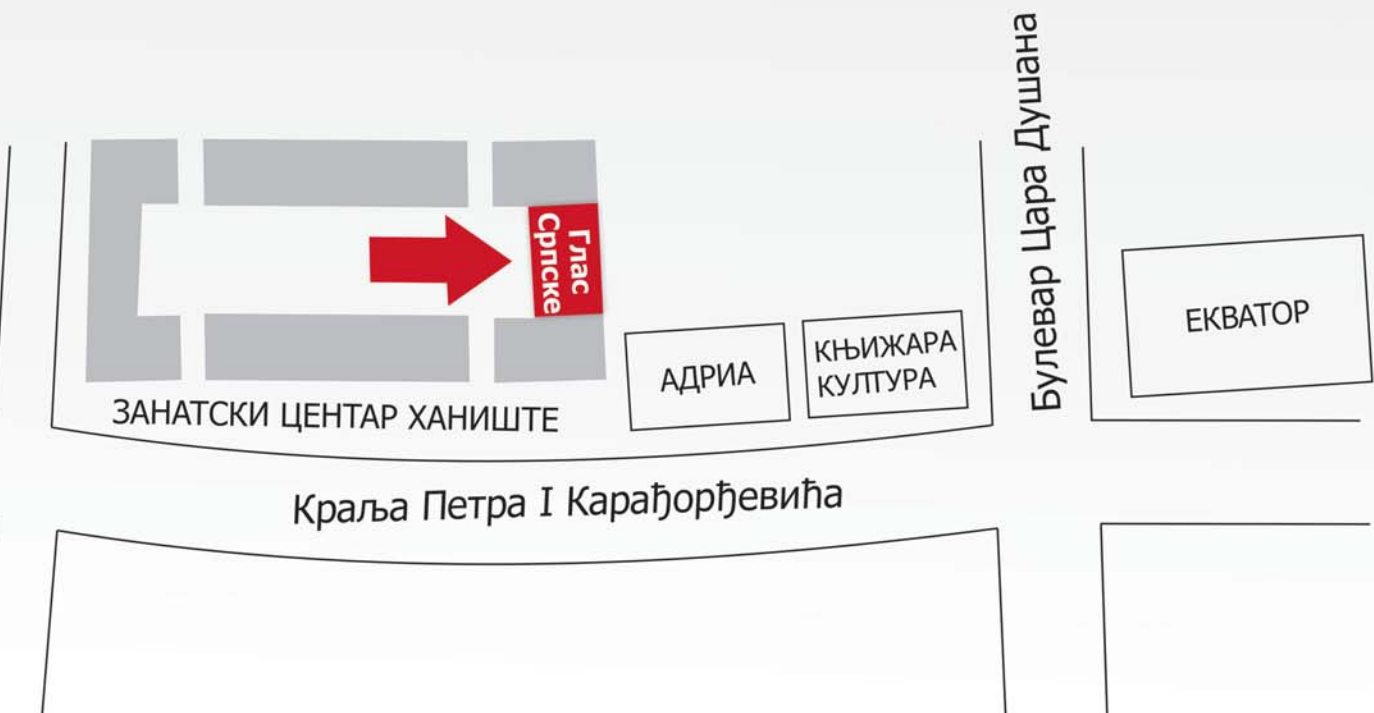 Булевар Цара Душана
Глас
Српске
ЕКВАТОР
АДРИА
КЊИЖАРА
КУЛТУРА
ЗАНАТСКИ ЦЕНТАР ХАНИШТЕ
Краља Петра I Карађорђевића